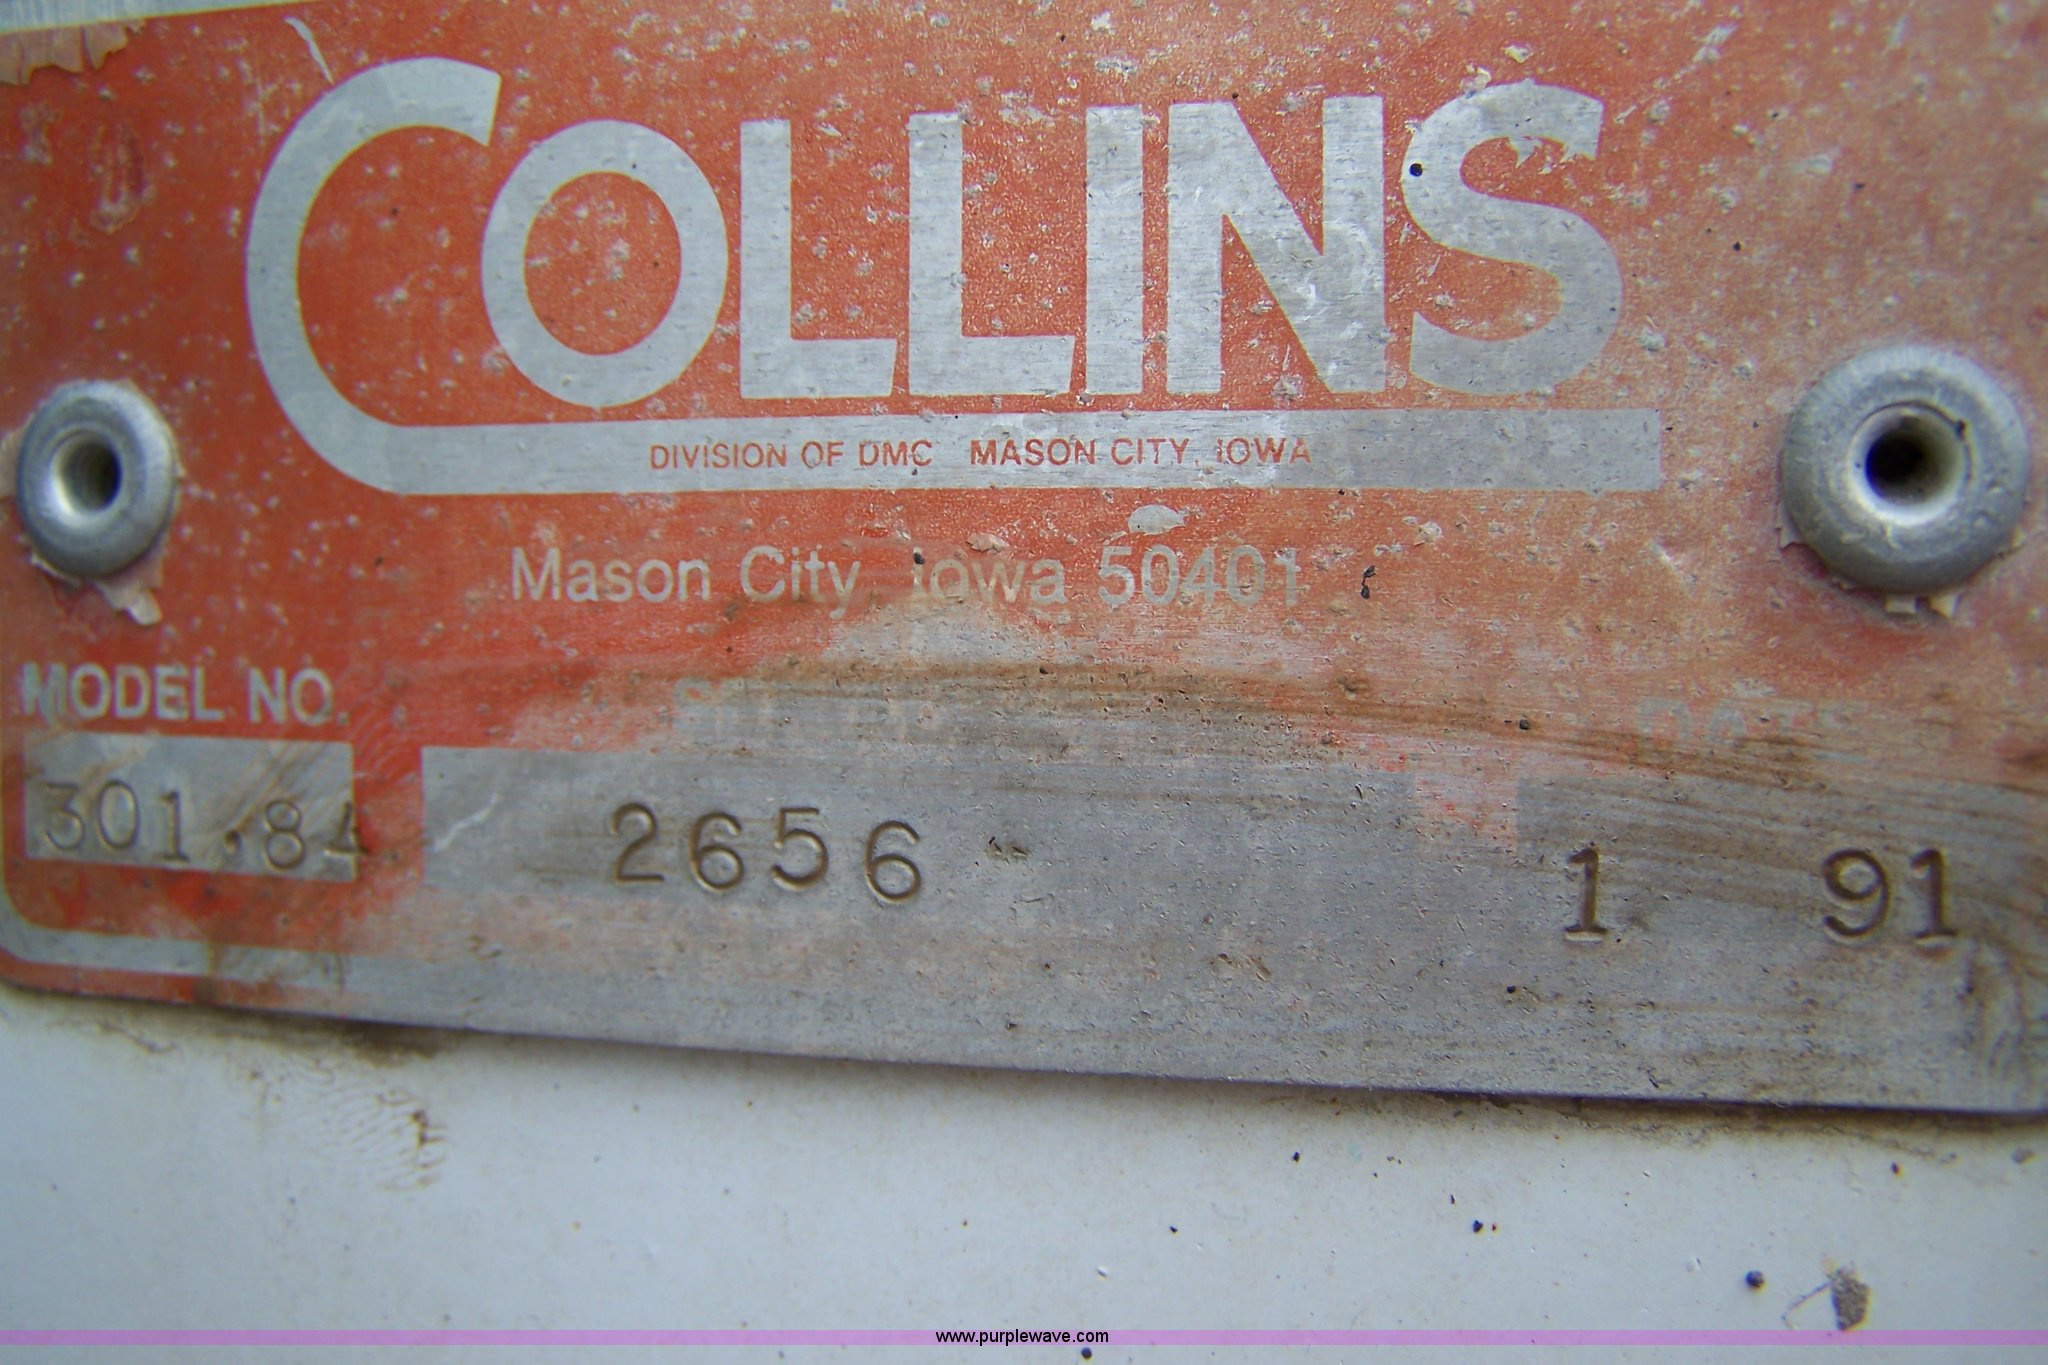 COLLINS
DIVISION OF DMC MASON CITY, IOWA
Mason City, Iowa 50401
MODEL NO.
301.84 2656 1 91
www.purplewave.com